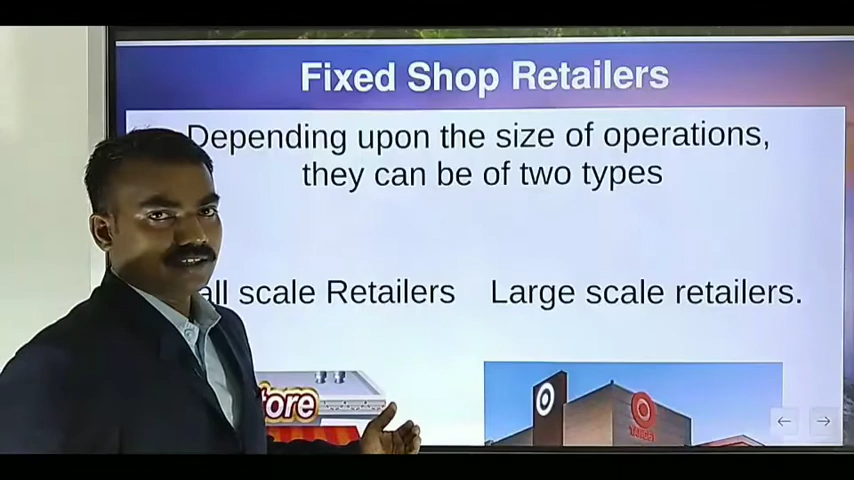 Fixed Shop Retailers
Depending upon the size of operations,
they can be of two types
all scale Retailers Large scale retailers.
tore